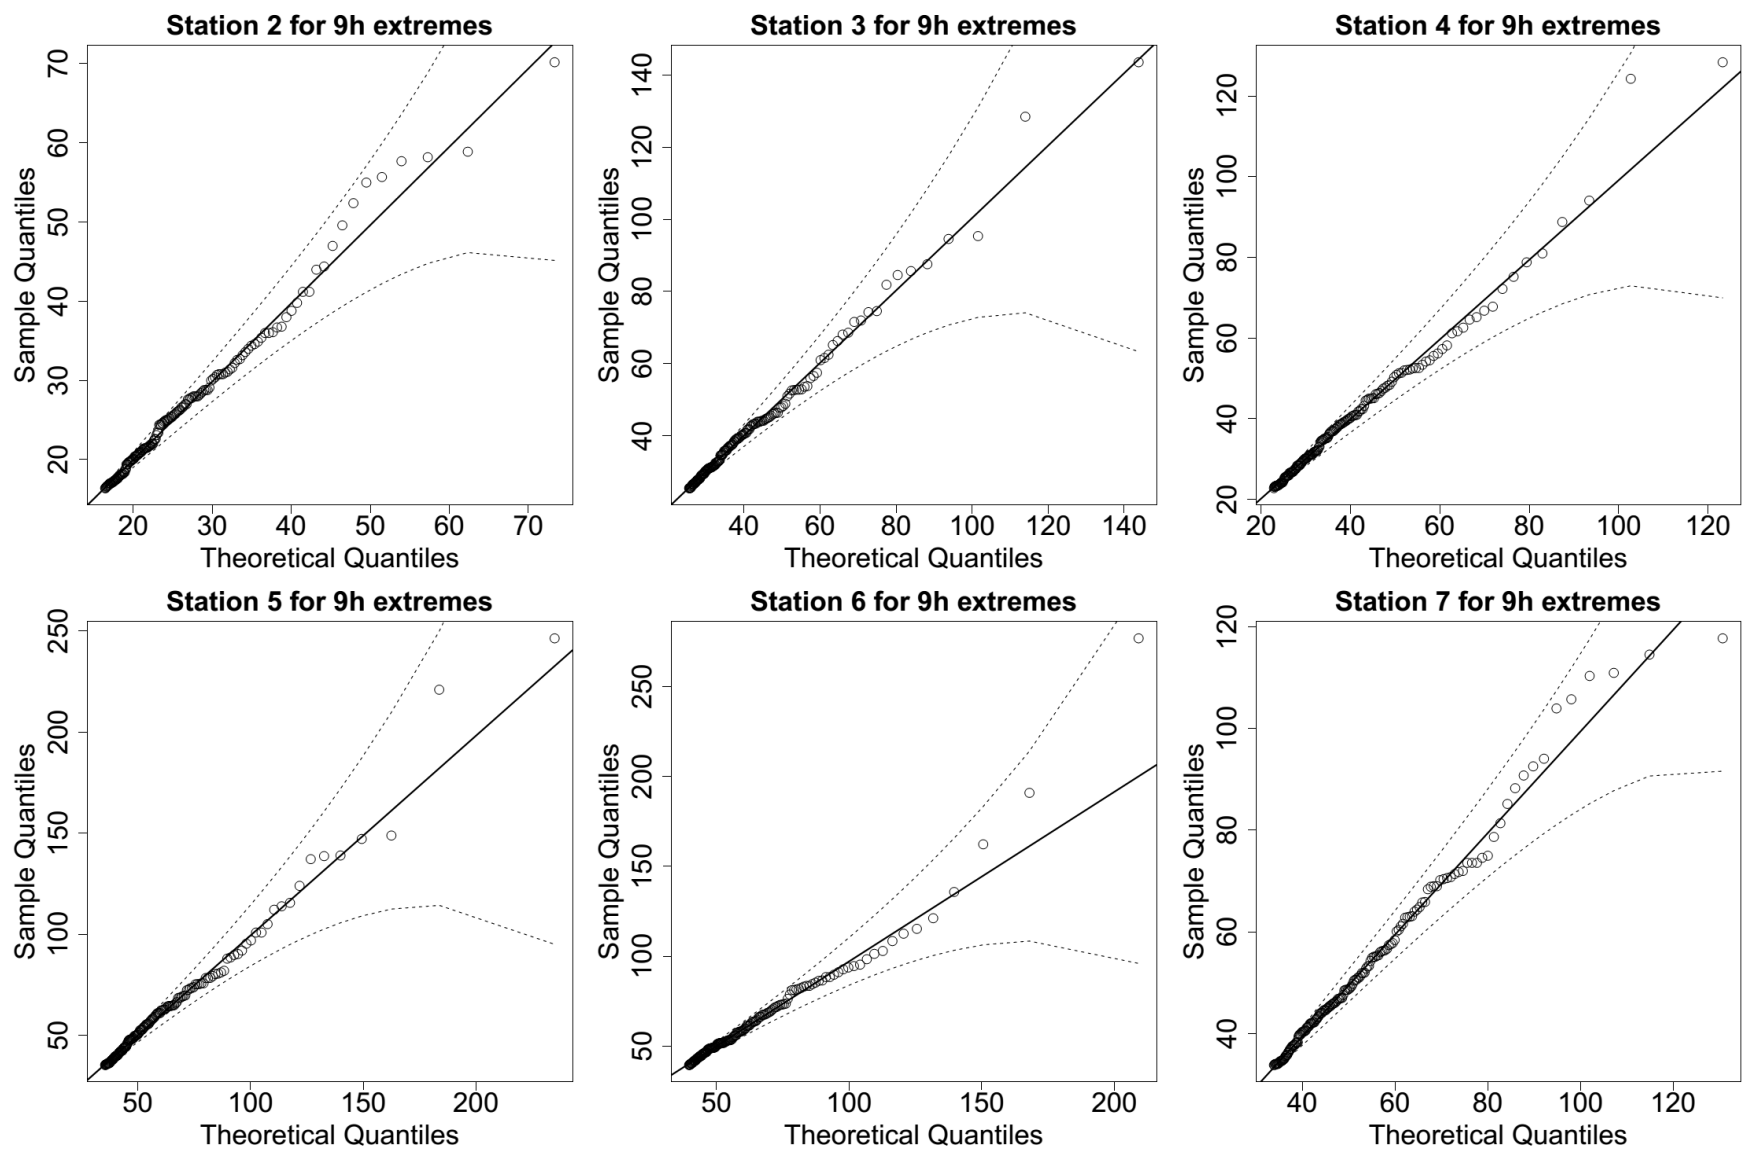 Station 2 for 9h extremes
Sample Quantiles
20 30 40 50 60 70
20 30 40 50 60 70
Theoretical Quantiles
Station 3 for 9h extremes
Sample Quantiles
40 60 80 100 120 140
40 60 80 100 120 140
Theoretical Quantiles
Station 4 for 9h extremes
Sample Quantiles
20 40 60 80 100 120
20 40 60 80 100 120
Theoretical Quantiles
Station 5 for 9h extremes
Sample Quantiles
50 100 150 200 250
50 100 150 200
Theoretical Quantiles
Station 6 for 9h extremes
Sample Quantiles
50 100 150 200 250
50 100 150 200
Theoretical Quantiles
Station 7 for 9h extremes
Sample Quantiles
40 60 80 100 120
40 60 80 100 120
Theoretical Quantiles